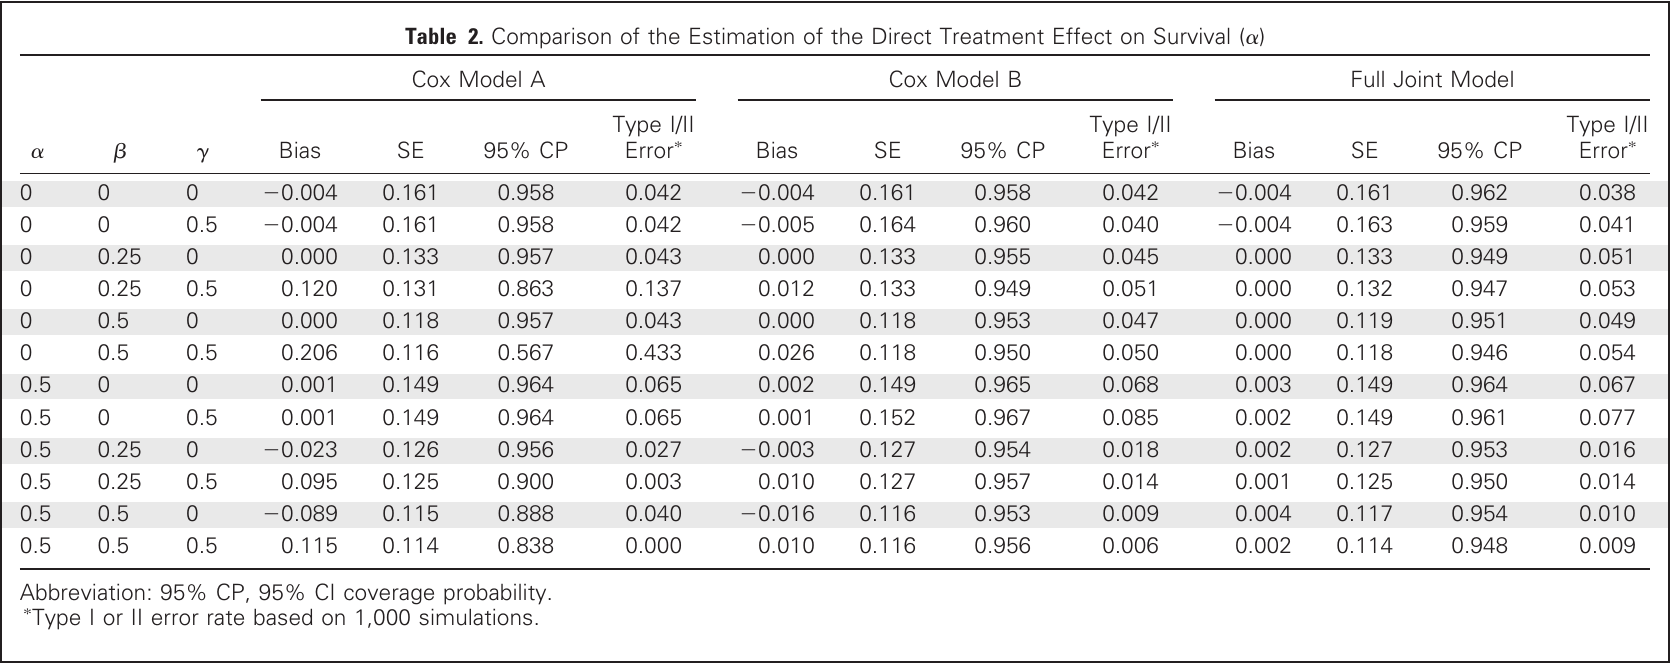 Table 2. Comparison of the Estimation of the Direct Treatment Effect on Survival (α)
Cox Model A Cox Model B Full Joint Model
Type I/II Type I/II Type I/II
α β γ Bias SE 95% CP Error* Bias SE 95% CP Error* Bias SE 95% CP Error*
0 0 0 −0.004 0.161 0.958 0.042 −0.004 0.161 0.958 0.042 −0.004 0.161 0.962 0.038
0 0 0.5 −0.004 0.161 0.958 0.042 −0.005 0.164 0.960 0.040 −0.004 0.163 0.959 0.041
0 0.25 0 0.000 0.133 0.957 0.043 0.000 0.133 0.955 0.045 0.000 0.133 0.949 0.051
0 0.25 0.5 0.120 0.131 0.863 0.137 0.012 0.133 0.949 0.051 0.000 0.132 0.947 0.053
0 0.5 0 0.000 0.118 0.957 0.043 0.000 0.118 0.953 0.047 0.000 0.119 0.951 0.049
0 0.5 0.5 0.206 0.116 0.567 0.433 0.026 0.118 0.950 0.050 0.000 0.118 0.946 0.054
0.5 0 0 0.001 0.149 0.964 0.065 0.002 0.149 0.965 0.068 0.003 0.149 0.964 0.067
0.5 0 0.5 0.001 0.149 0.964 0.065 0.001 0.152 0.967 0.085 0.002 0.149 0.961 0.077
0.5 0.25 0 −0.023 0.126 0.956 0.027 −0.003 0.127 0.954 0.018 0.002 0.127 0.953 0.016
0.5 0.25 0.5 0.095 0.125 0.900 0.003 0.010 0.127 0.957 0.014 0.001 0.125 0.950 0.014
0.5 0.5 0 −0.089 0.115 0.888 0.040 −0.016 0.116 0.953 0.009 0.004 0.117 0.954 0.010
0.5 0.5 0.5 0.115 0.114 0.838 0.000 0.010 0.116 0.956 0.006 0.002 0.114 0.948 0.009
Abbreviation: 95% CP, 95% CI coverage probability.
*Type I or II error rate based on 1,000 simulations.